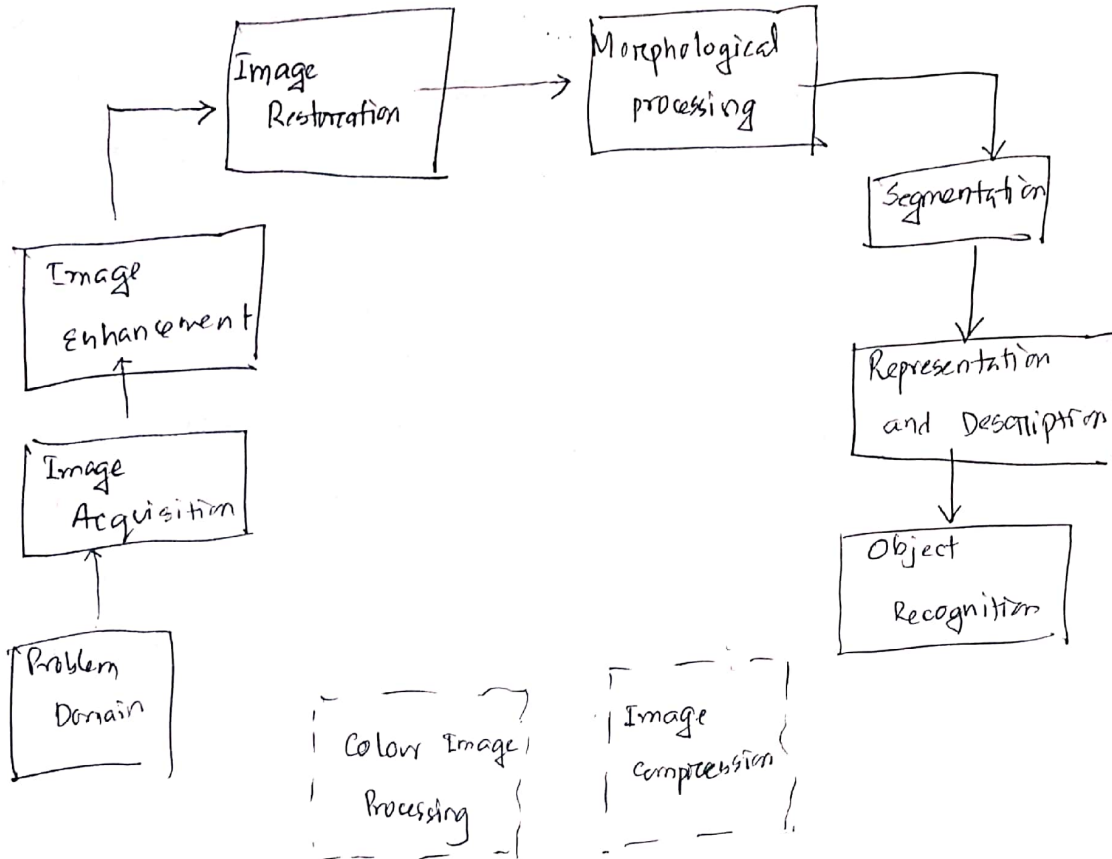 Image
Restoration
Morphological
processing
Segmentation
Image
Enhancement
Representation
and Description
Image
Acquisition
Object
Recognition
Problem
Domain
Colour Image
Processing
Image
Compression